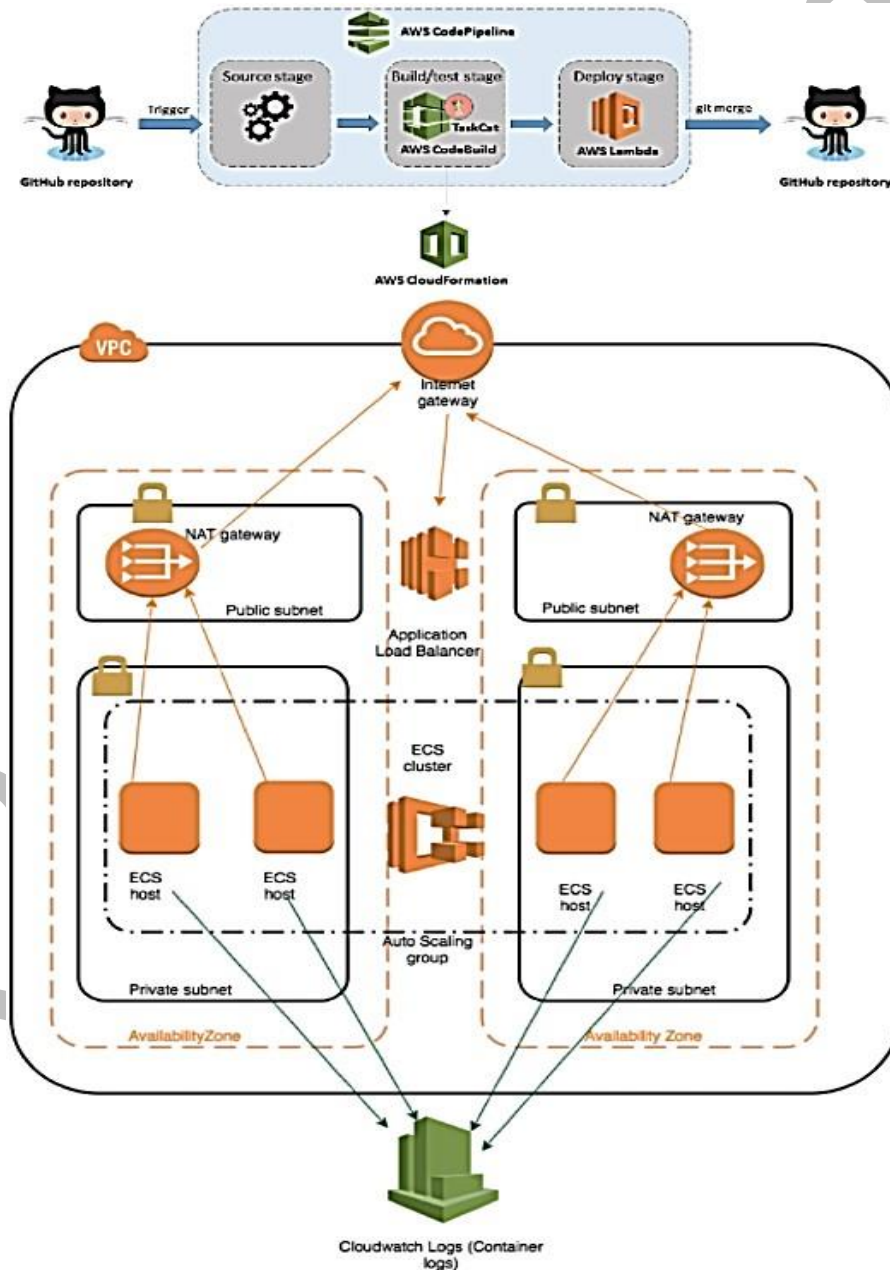 AWS CodePipeline
Source stage
Build/test stage
Deploy stage
Trigger
git merge
TaskCat
AWS CodeBuild
AWS Lambda
GitHub repository
GitHub repository
AWS CloudFormation
VPC
Internet
gateway
NAT gateway
NAT gateway
Public subnet
Public subnet
Application
Load Balancer
ECS
cluster
ECS
host
ECS
host
ECS
host
ECS
host
Auto Scaling
group
Private subnet
Private subnet
AvailabilityZone
Availability Zone
Cloudwatch Logs (Container
logs)